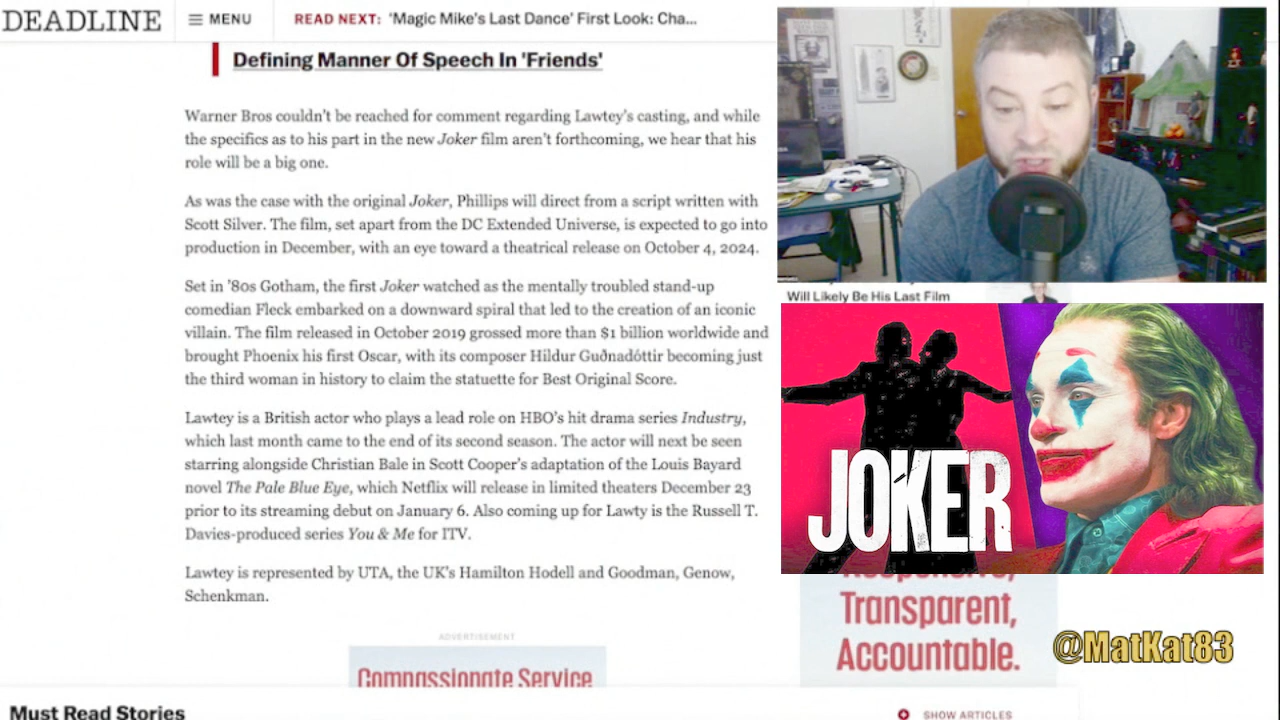 DEADLINE
MENU
READ NEXT: ‘Magic Mike’s Last Dance’ First Look: Cha...
Defining Manner Of Speech In 'Friends'
Warner Bros couldn’t be reached for comment regarding Lawtey’s casting, and while
the specifics as to his part in the new Joker film aren’t forthcoming, we hear that his
role will be a big one.
As was the case with the original Joker, Phillips will direct from a script written with
Scott Silver. The film, set apart from the DC Extended Universe, is expected to go into
production in December, with an eye toward a theatrical release on October 4, 2024.
Set in ’80s Gotham, the first Joker watched as the mentally troubled stand-up
comedian Fleck embarked on a downward spiral that led to the creation of an iconic
villain. The film released in October 2019 grossed more than $1 billion worldwide and
brought Phoenix his first Oscar, with its composer Hildur Guðnadóttir becoming just
the third woman in history to claim the statuette for Best Original Score.
Lawtey is a British actor who plays a lead role on HBO’s hit drama series Industry,
which last month came to the end of its second season. The actor will next be seen
starring alongside Christian Bale in Scott Cooper’s adaptation of the Louis Bayard
novel The Pale Blue Eye, which Netflix will release in limited theaters December 23
prior to its streaming debut on January 6. Also coming up for Lawty is the Russell T.
Davies-produced series You & Me for ITV.
Lawtey is represented by UTA, the UK’s Hamilton Hodell and Goodman, Genow,
Schenkman.
ADVERTISEMENT
Compassionate Service
Must Read Stories
Will Likely Be His Last Film
JOKER
Responsive,
Transparent,
Accountable.
@MatKat83
SHOW ARTICLES